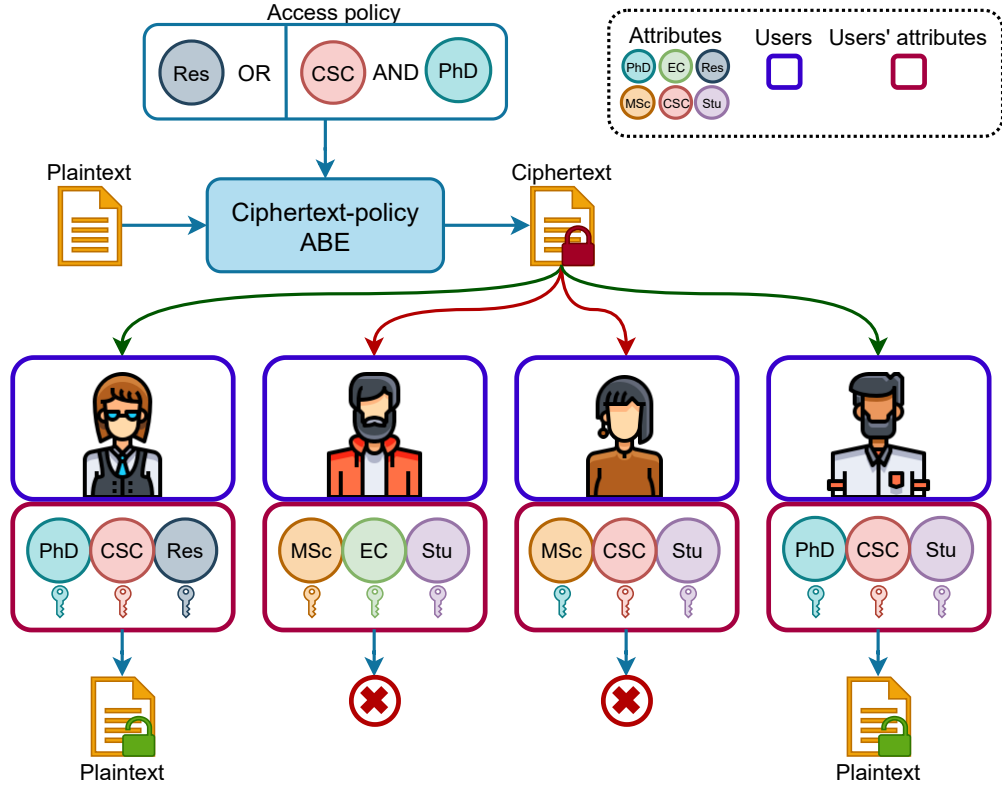 Access policy
Res OR CSC AND PhD
Attributes Users Users' attributes
PhD EC Res
MSc CSC Stu
Plaintext
Ciphertext
Ciphertext-policy
ABE
PhD CSC Res
MSc EC Stu
MSc CSC Stu
PhD CSC Stu
Plaintext
Plaintext